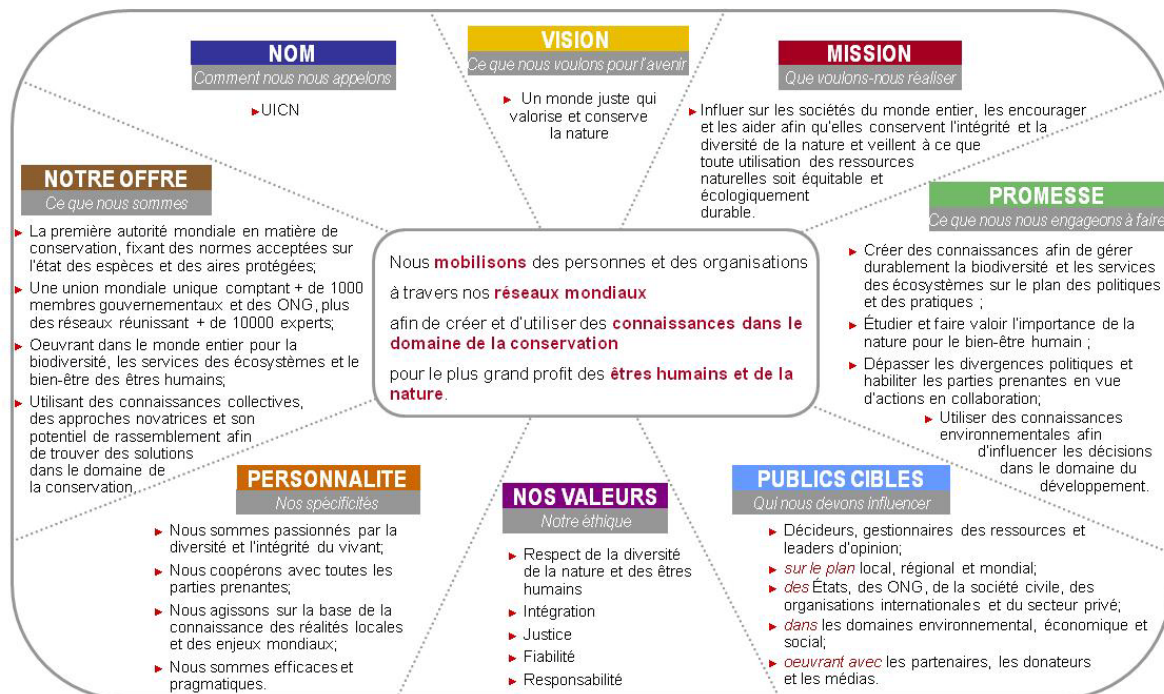 NOM
Comment nous nous appelons
►UICN
VISION
Ce que nous voulons pour l'avenir
► Un monde juste qui
valorise et conserve
la nature
MISSION
Que voulons-nous réaliser
► Influer sur les sociétés du monde entier, les encourager
et les aider afin qu'elles conservent l'intégrité et la
diversité de la nature et veillent à ce que
toute utilisation des ressources
naturelles soit équitable et
écologiquement
durable.
NOTRE OFFRE
Ce que nous sommes
► La première autorité mondiale en matière de
conservation, fixant des normes acceptées sur
l'état des espèces et des aires protégées;
► Une union mondiale unique comptant + de 1000
membres gouvernementaux et des ONG, plus
des réseaux réunissant + de 10000 experts;
► Oeuvrant dans le monde entier pour la
biodiversité, les services des écosystèmes et le
bien-être des êtres humains;
► Utilisant des connaissances collectives,
des approches novatrices et son
potentiel de rassemblement afin
de trouver des solutions
dans le domaine de
la conservation.
Nous mobilisons des personnes et des organisations
à travers nos réseaux mondiaux
afin de créer et d'utiliser des connaissances dans le
domaine de la conservation
pour le plus grand profit des êtres humains et de la
nature.
PROMESSE
Ce que nous nous engageons à faire
► Créer des connaissances afin de gérer
durablement la biodiversité et les services
des écosystèmes sur le plan des politiques
et des pratiques ;
► Étudier et faire valoir l'importance de la
nature pour le bien-être humain ;
► Dépasser les divergences politiques et
habiliter les parties prenantes en vue
d'actions en collaboration;
► Utiliser des connaissances
environnementales afin
d'influencer les décisions
dans le domaine du
développement.
PERSONNALITE
Nos spécificités
► Nous sommes passionnés par la
diversité et l'intégrité du vivant;
► Nous coopérons avec toutes les
parties prenantes;
► Nous agissons sur la base de la
connaissance des réalités locales
et des enjeux mondiaux;
► Nous sommes efficaces et
pragmatiques.
NOS VALEURS
Notre éthique
► Respect de la diversité
de la nature et des êtres
humains
► Intégration
► Justice
► Fiabilité
► Responsabilité
PUBLICS CIBLES
Qui nous devons influencer
► Décideurs, gestionnaires des ressources et
leaders d'opinion;
► sur le plan local, régional et mondial;
► des États, des ONG, de la société civile, des
organisations internationales et du secteur privé;
► dans les domaines environnemental, économique et
social;
► oeuvrant avec les partenaires, les donateurs
et les médias.